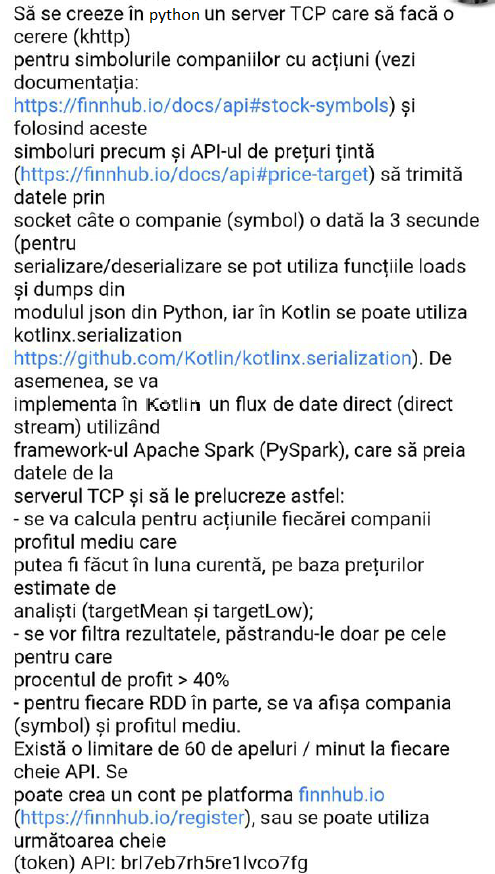 Să se creeze în python un server TCP care să facă o
cerere (khttp)
pentru simbolurile companiilor cu acțiuni (vezi
documentația:
https://finnhub.io/docs/api#stock-symbols) și
folosind aceste
simboluri precum și API-ul de prețuri țintă
(https://finnhub.io/docs/api#price-target) să trimită
datele prin
socket câte o companie (symbol) o dată la 3 secunde
(pentru
serializare/deserializare se pot utiliza funcțiile loads
și dumps din
modulul json din Python, iar în Kotlin se poate utiliza
kotlinx.serialization
https://github.com/Kotlin/kotlinx.serialization). De
asemenea, se va
implementa în Kotlin un flux de date direct (direct
stream) utilizând
framework-ul Apache Spark (PySpark), care să preia
datele de la
serverul TCP și să le prelucreze astfel:
- se va calcula pentru acțiunile fiecărei companii
profitul mediu care
putea fi făcut în luna curentă, pe baza prețurilor
estimate de
analiști (targetMean și targetLow);
- se vor filtra rezultatele, păstrandu-le doar pe cele
pentru care
procentul de profit > 40%
- pentru fiecare RDD în parte, se va afișa compania
(symbol) și profitul mediu.
Există o limitare de 60 de apeluri / minut la fiecare
cheie API. Se
poate crea un cont pe platforma finnhub.io
(https://finnhub.io/register), sau se poate utiliza
următoarea cheie
(token) API: brl7eb7rh5re1lvco7fg